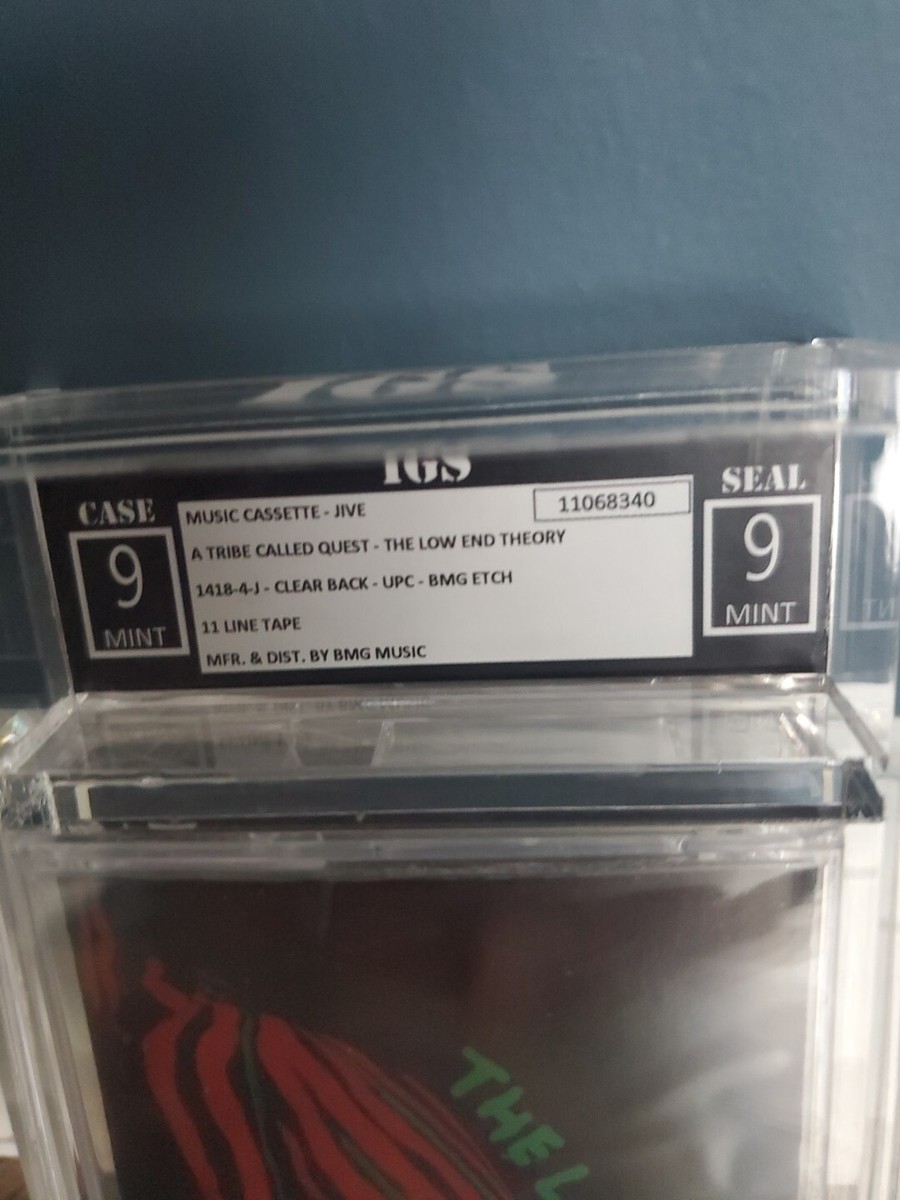 IGS
IGS
CASE
9
MINT
MUSIC CASSETTE - JIVE
11068340
A TRIBE CALLED QUEST - THE LOW END THEORY
1418-4-J - CLEAR BACK - UPC - BMG ETCH
11 LINE TAPE
MFR. & DIST. BY BMG MUSIC
SEAL
9
MINT
THE L